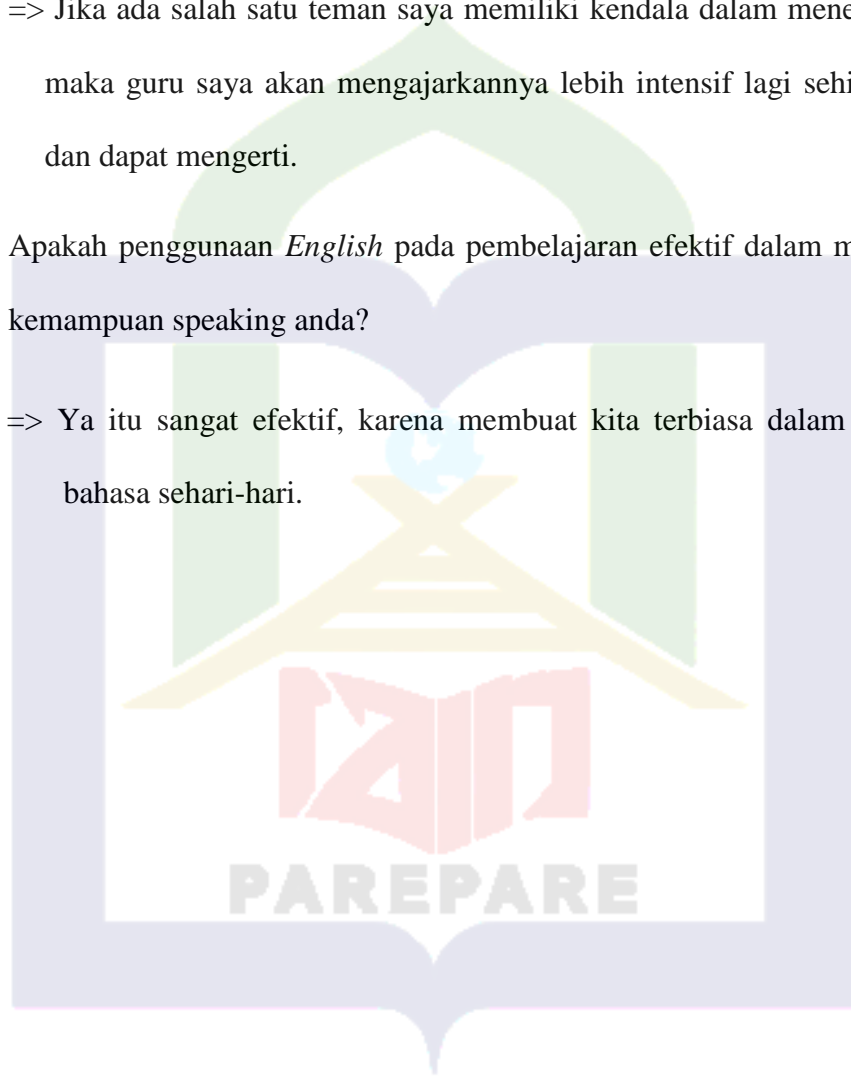 => Jika ada salah satu teman saya memiliki kendala dalam
maka guru saya akan mengajarkannya lebih intensif lagi
dan dapat mengerti.
Apakah penggunaan English pada pembelajaran efektif dalam
kemampuan speaking anda?
=> Ya itu sangat efektif, karena membuat kita terbiasa dalam
bahasa sehari-hari.
iain
PAREPARE